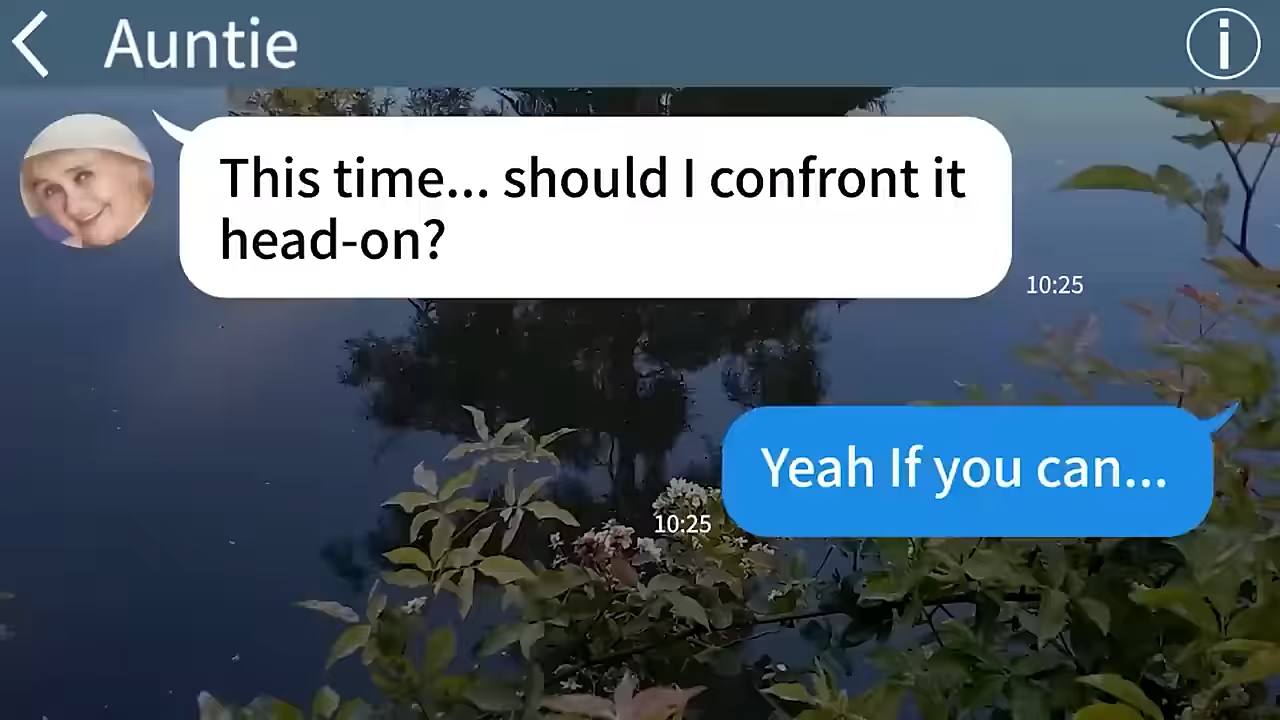 Auntie
This time... should I confront it
head-on?
10:25
Yeah If you can...
10:25